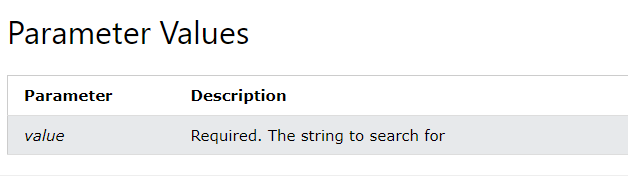 Parameter Values
Parameter Description
value Required. The string to search for